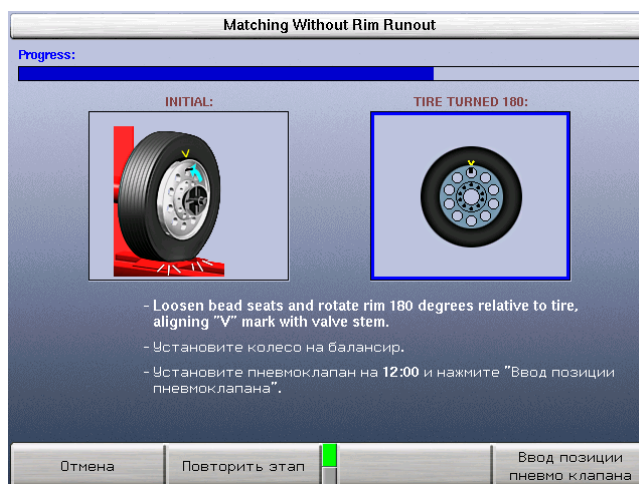 Matching Without Rim Runout
Progress:
INITIAL:
TIRE TURNED 180:
V
V
- Loosen bead seats and rotate rim 180 degrees relative to tire,
aligning "V" mark with valve stem.
- Установите колесо на балансир.
- Установите пневмоклапан на 12:00 и нажмите "Ввод позиции
пневмоклапана".
Отмена
Повторить этап
Ввод позиции
пневмо клапана